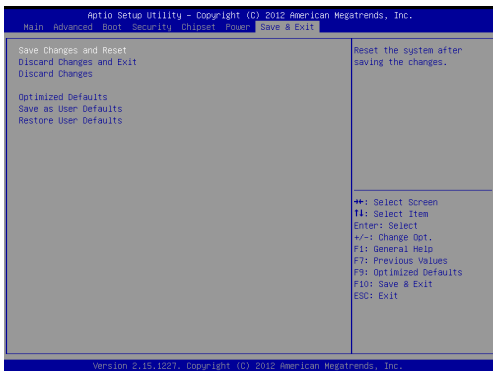 Aptio Setup Utility – Copyright (C) 2012 American Megatrends, Inc.
Main Advanced Boot Security Chipset Power Save & Exit
Save Changes and Reset
Discard Changes and Exit
Discard Changes
Optimized Defaults
Save as User Defaults
Restore User Defaults
Reset the system after
saving the changes.
→←: Select Screen
↑↓: Select Item
Enter: Select
+/-: Change Opt.
F1: General Help
F7: Previous Values
F9: Optimized Defaults
F10: Save & Exit
ESC: Exit
Version 2.15.1227. Copyright (C) 2012 American Megatrends, Inc.